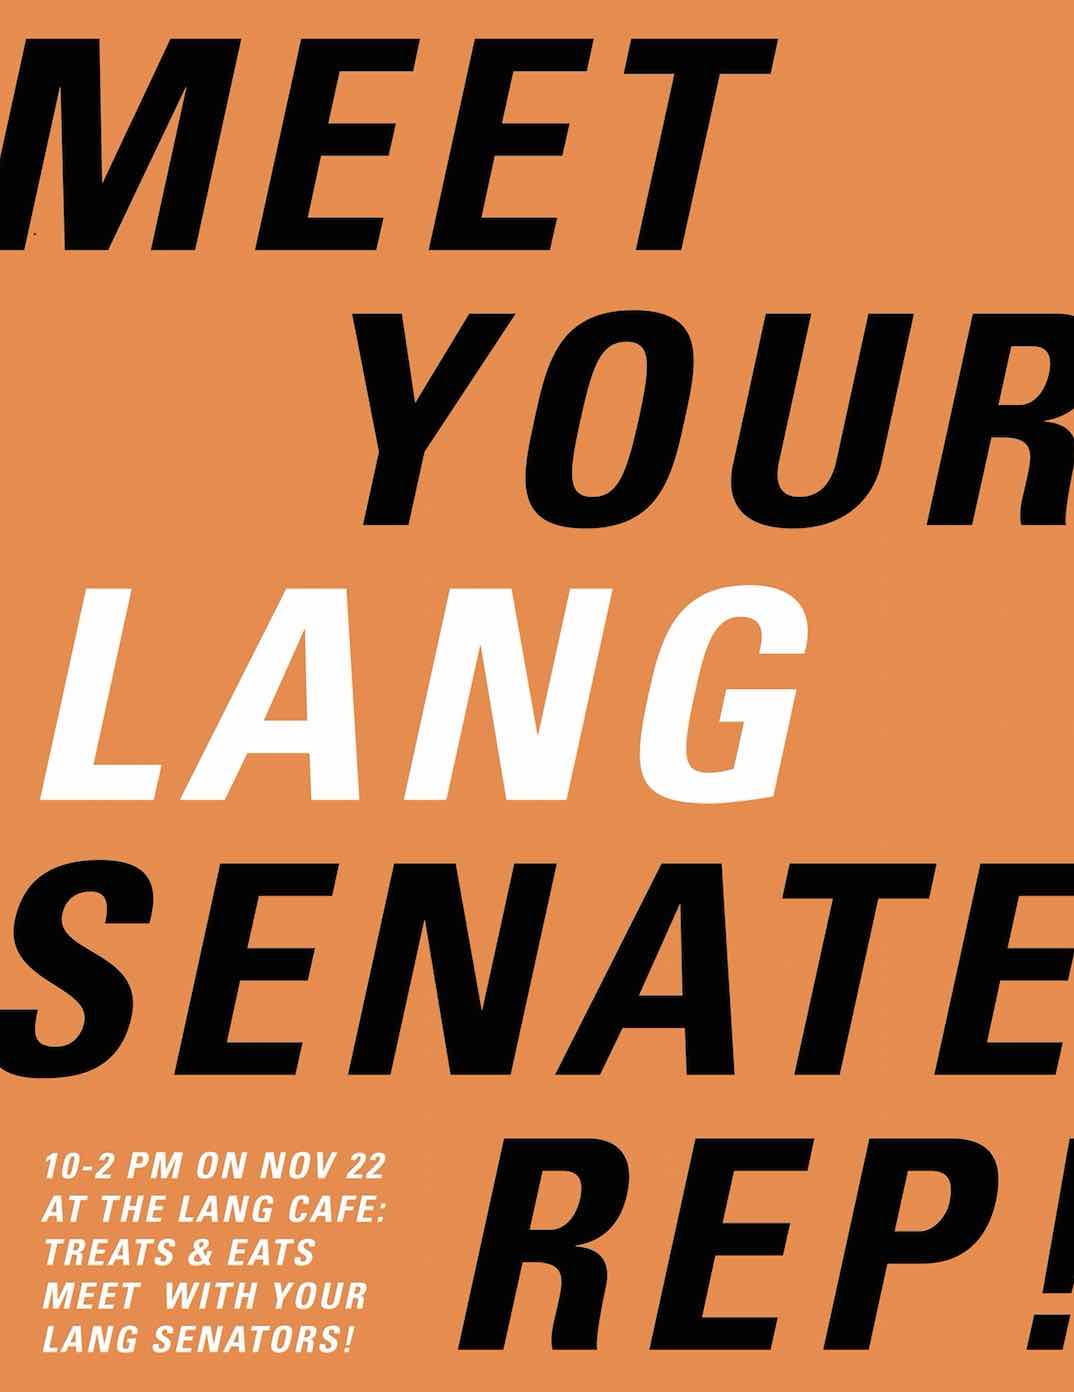 MEET
YOUR
LANG
SENATE
REP!
10-2 PM ON NOV 22
AT THE LANG CAFE:
TREATS & EATS
MEET  WITH YOUR
LANG SENATORS!